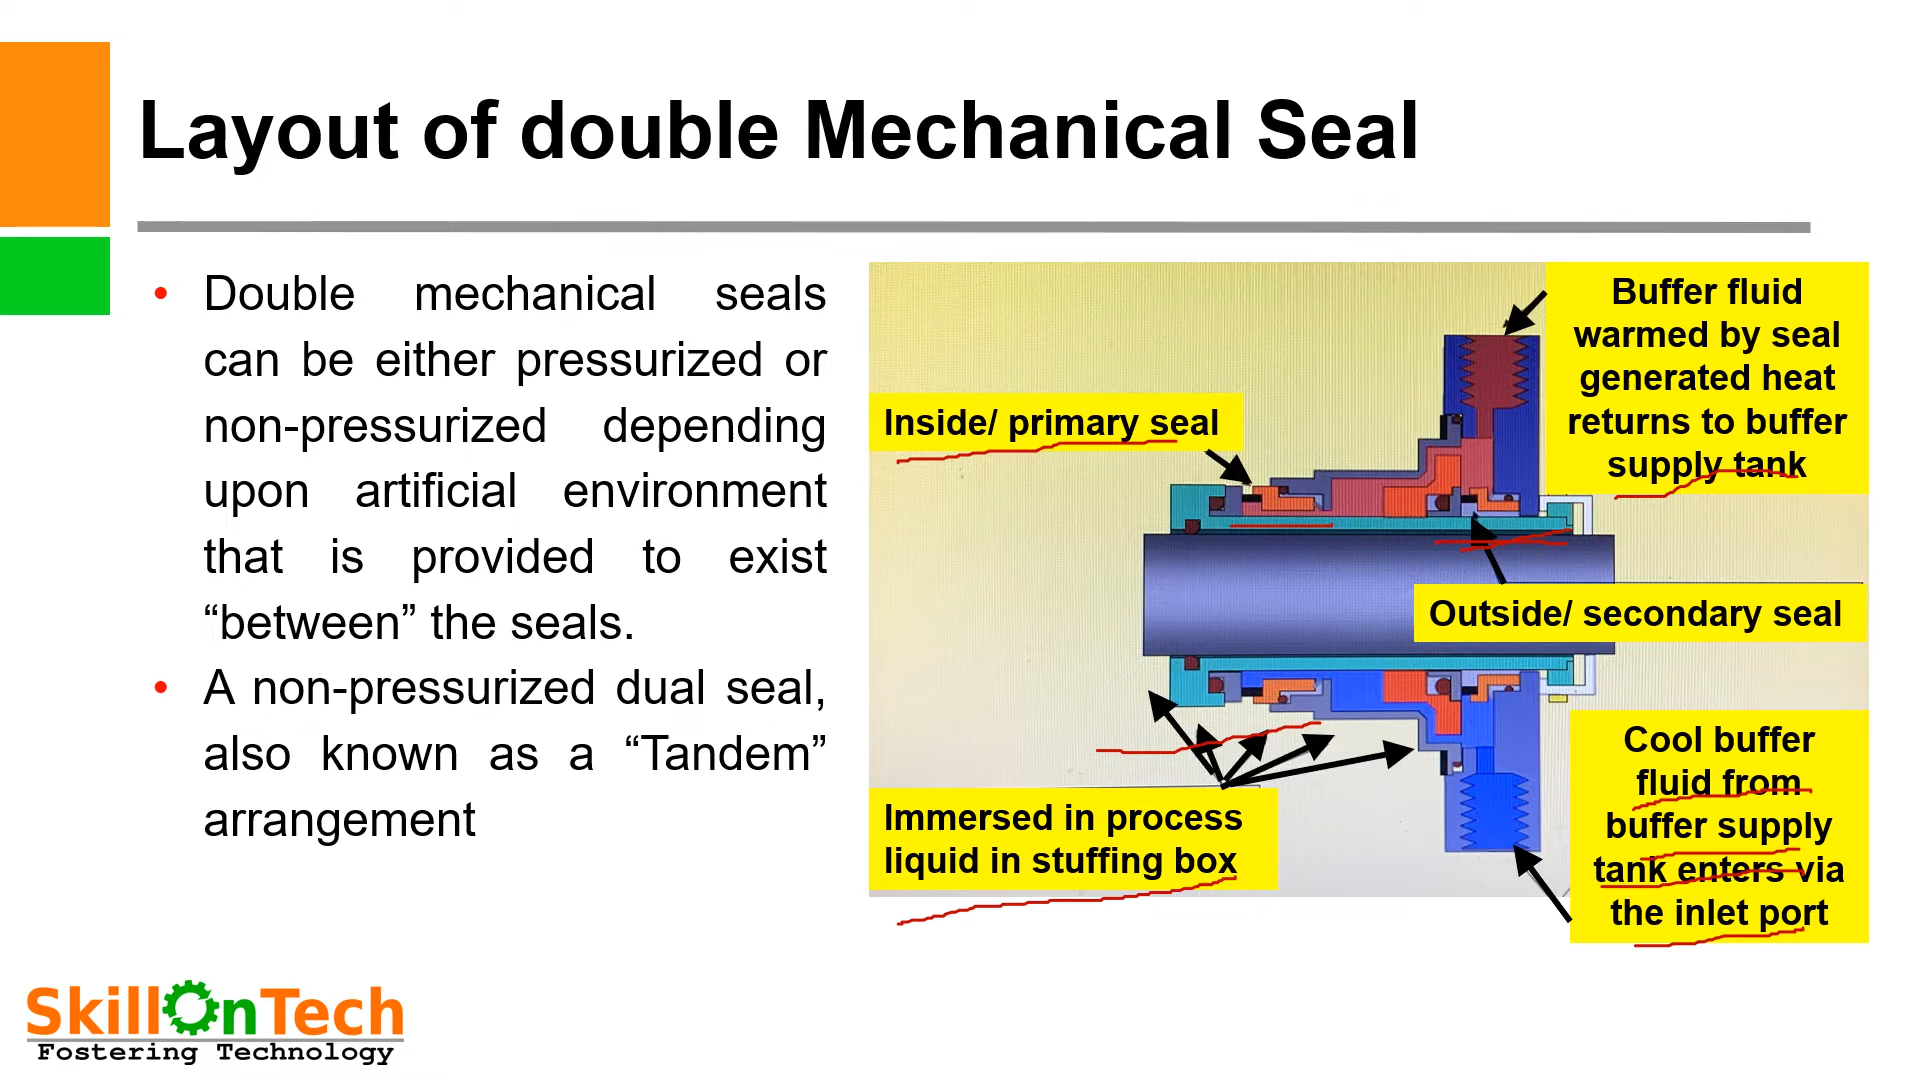 Layout of double Mechanical Seal
• Double mechanical seals
can be either pressurized or
non-pressurized depending
upon artificial environment
that is provided to exist
“between” the seals.
• A non-pressurized dual seal,
also known as a “Tandem”
arrangement
Buffer fluid
warmed by seal
generated heat
returns to buffer
supply tank
Inside/ primary seal
Outside/ secondary seal
Immersed in process
liquid in stuffing box
Cool buffer
fluid from
buffer supply
tank enters via
the inlet port
SkillOnTech
Fostering Technology